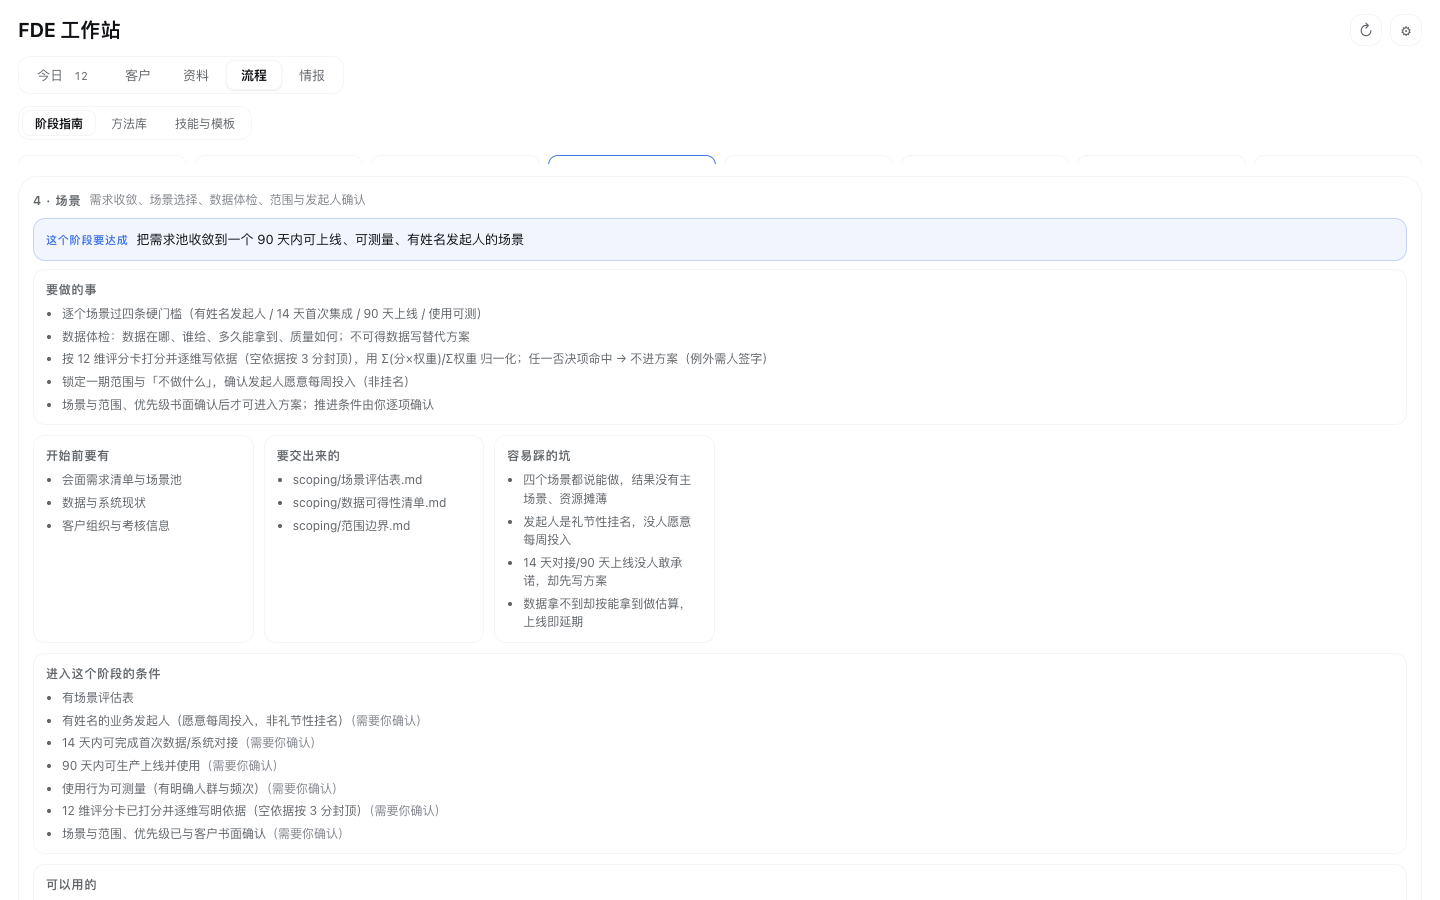 FDE 工作站
今日 12 客户 资料 流程 情报
阶段指南 方法库 技能与模板
4 · 场景 需求收敛、场景选择、数据体检、范围与发起人确认
这个阶段要达成 把需求池收敛到一个 90 天内可上线、可测量、有姓名发起人的场景
要做的事
• 逐个场景过四条硬门槛（有姓名发起人 / 14 天首次集成 / 90 天上线 / 使用可测）
• 数据体检：数据在哪、谁给、多久能拿到、质量如何；不可得数据写替代方案
• 按 12 维评分卡打分并逐维写依据（空依据按 3 分封顶），用 Σ(分×权重)/Σ权重 归一化；任一否决项命中 → 不进方案（例外需人签字）
• 锁定一期范围与「不做什么」，确认发起人愿意每周投入（非挂名）
• 场景与范围、优先级书面确认后才可进入方案；推进条件由你逐项确认
开始前要有
• 会面需求清单与场景池
• 数据与系统现状
• 客户组织与考核信息
要交出来的
• scoping/场景评估表.md
• scoping/数据可得性清单.md
• scoping/范围边界.md
容易踩的坑
• 四个场景都说能做，结果没有主
场景、资源摊薄
• 发起人是礼节性挂名，没人愿意
每周投入
• 14 天对接/90 天上线没人敢承
诺，却先写方案
• 数据拿不到却按能拿到做估算，
上线即延期
进入这个阶段的条件
• 有场景评估表
• 有姓名的业务发起人（愿意每周投入，非礼节性挂名）（需要你确认）
• 14 天内可完成首次数据/系统对接（需要你确认）
• 90 天内可生产上线并使用（需要你确认）
• 使用行为可测量（有明确人群与频次）（需要你确认）
• 12 维评分卡已打分并逐维写明依据（空依据按 3 分封顶）（需要你确认）
• 场景与范围、优先级已与客户书面确认（需要你确认）
可以用的